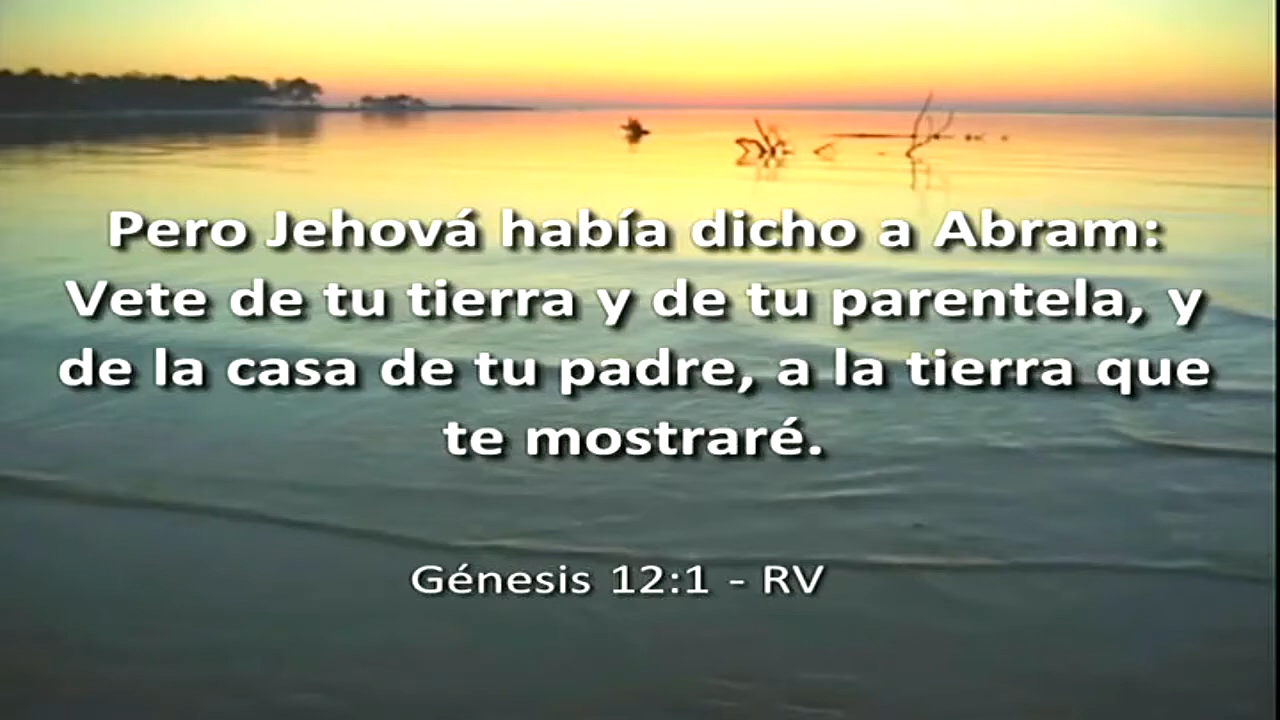 Pero Jehová había dicho a Abram:
Vete de tu tierra y de tu parentela, y
de la casa de tu padre, a la tierra que
te mostraré.
Génesis 12:1 - RV